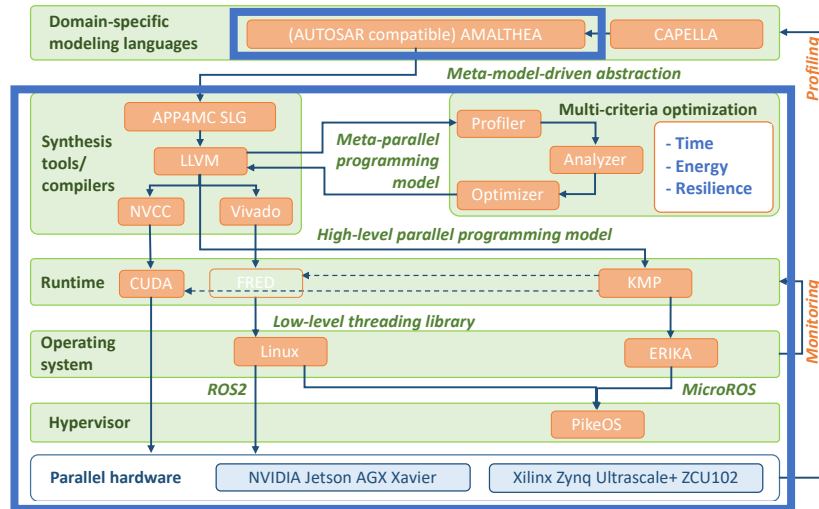 Domain-specific
modeling languages
(AUTOSAR compatible) AMALTHEA
CAPELLA
Profiling
Meta-model-driven abstraction
Synthesis
tools/
compilers
APP4MC SLG
LLVM
NVCC
Vivado
Meta-parallel
programming
model
Multi-criteria optimization
Profiler
Analyzer
Optimizer
- Time
- Energy
- Resilience
High-level parallel programming model
Runtime
CUDA
FRED
KMP
Monitoring
Low-level threading library
Operating
system
Linux
ERIKA
ROS2
MicroROS
Hypervisor
PikeOS
Parallel hardware
NVIDIA Jetson AGX Xavier
Xilinx Zynq Ultrascale+ ZCU102